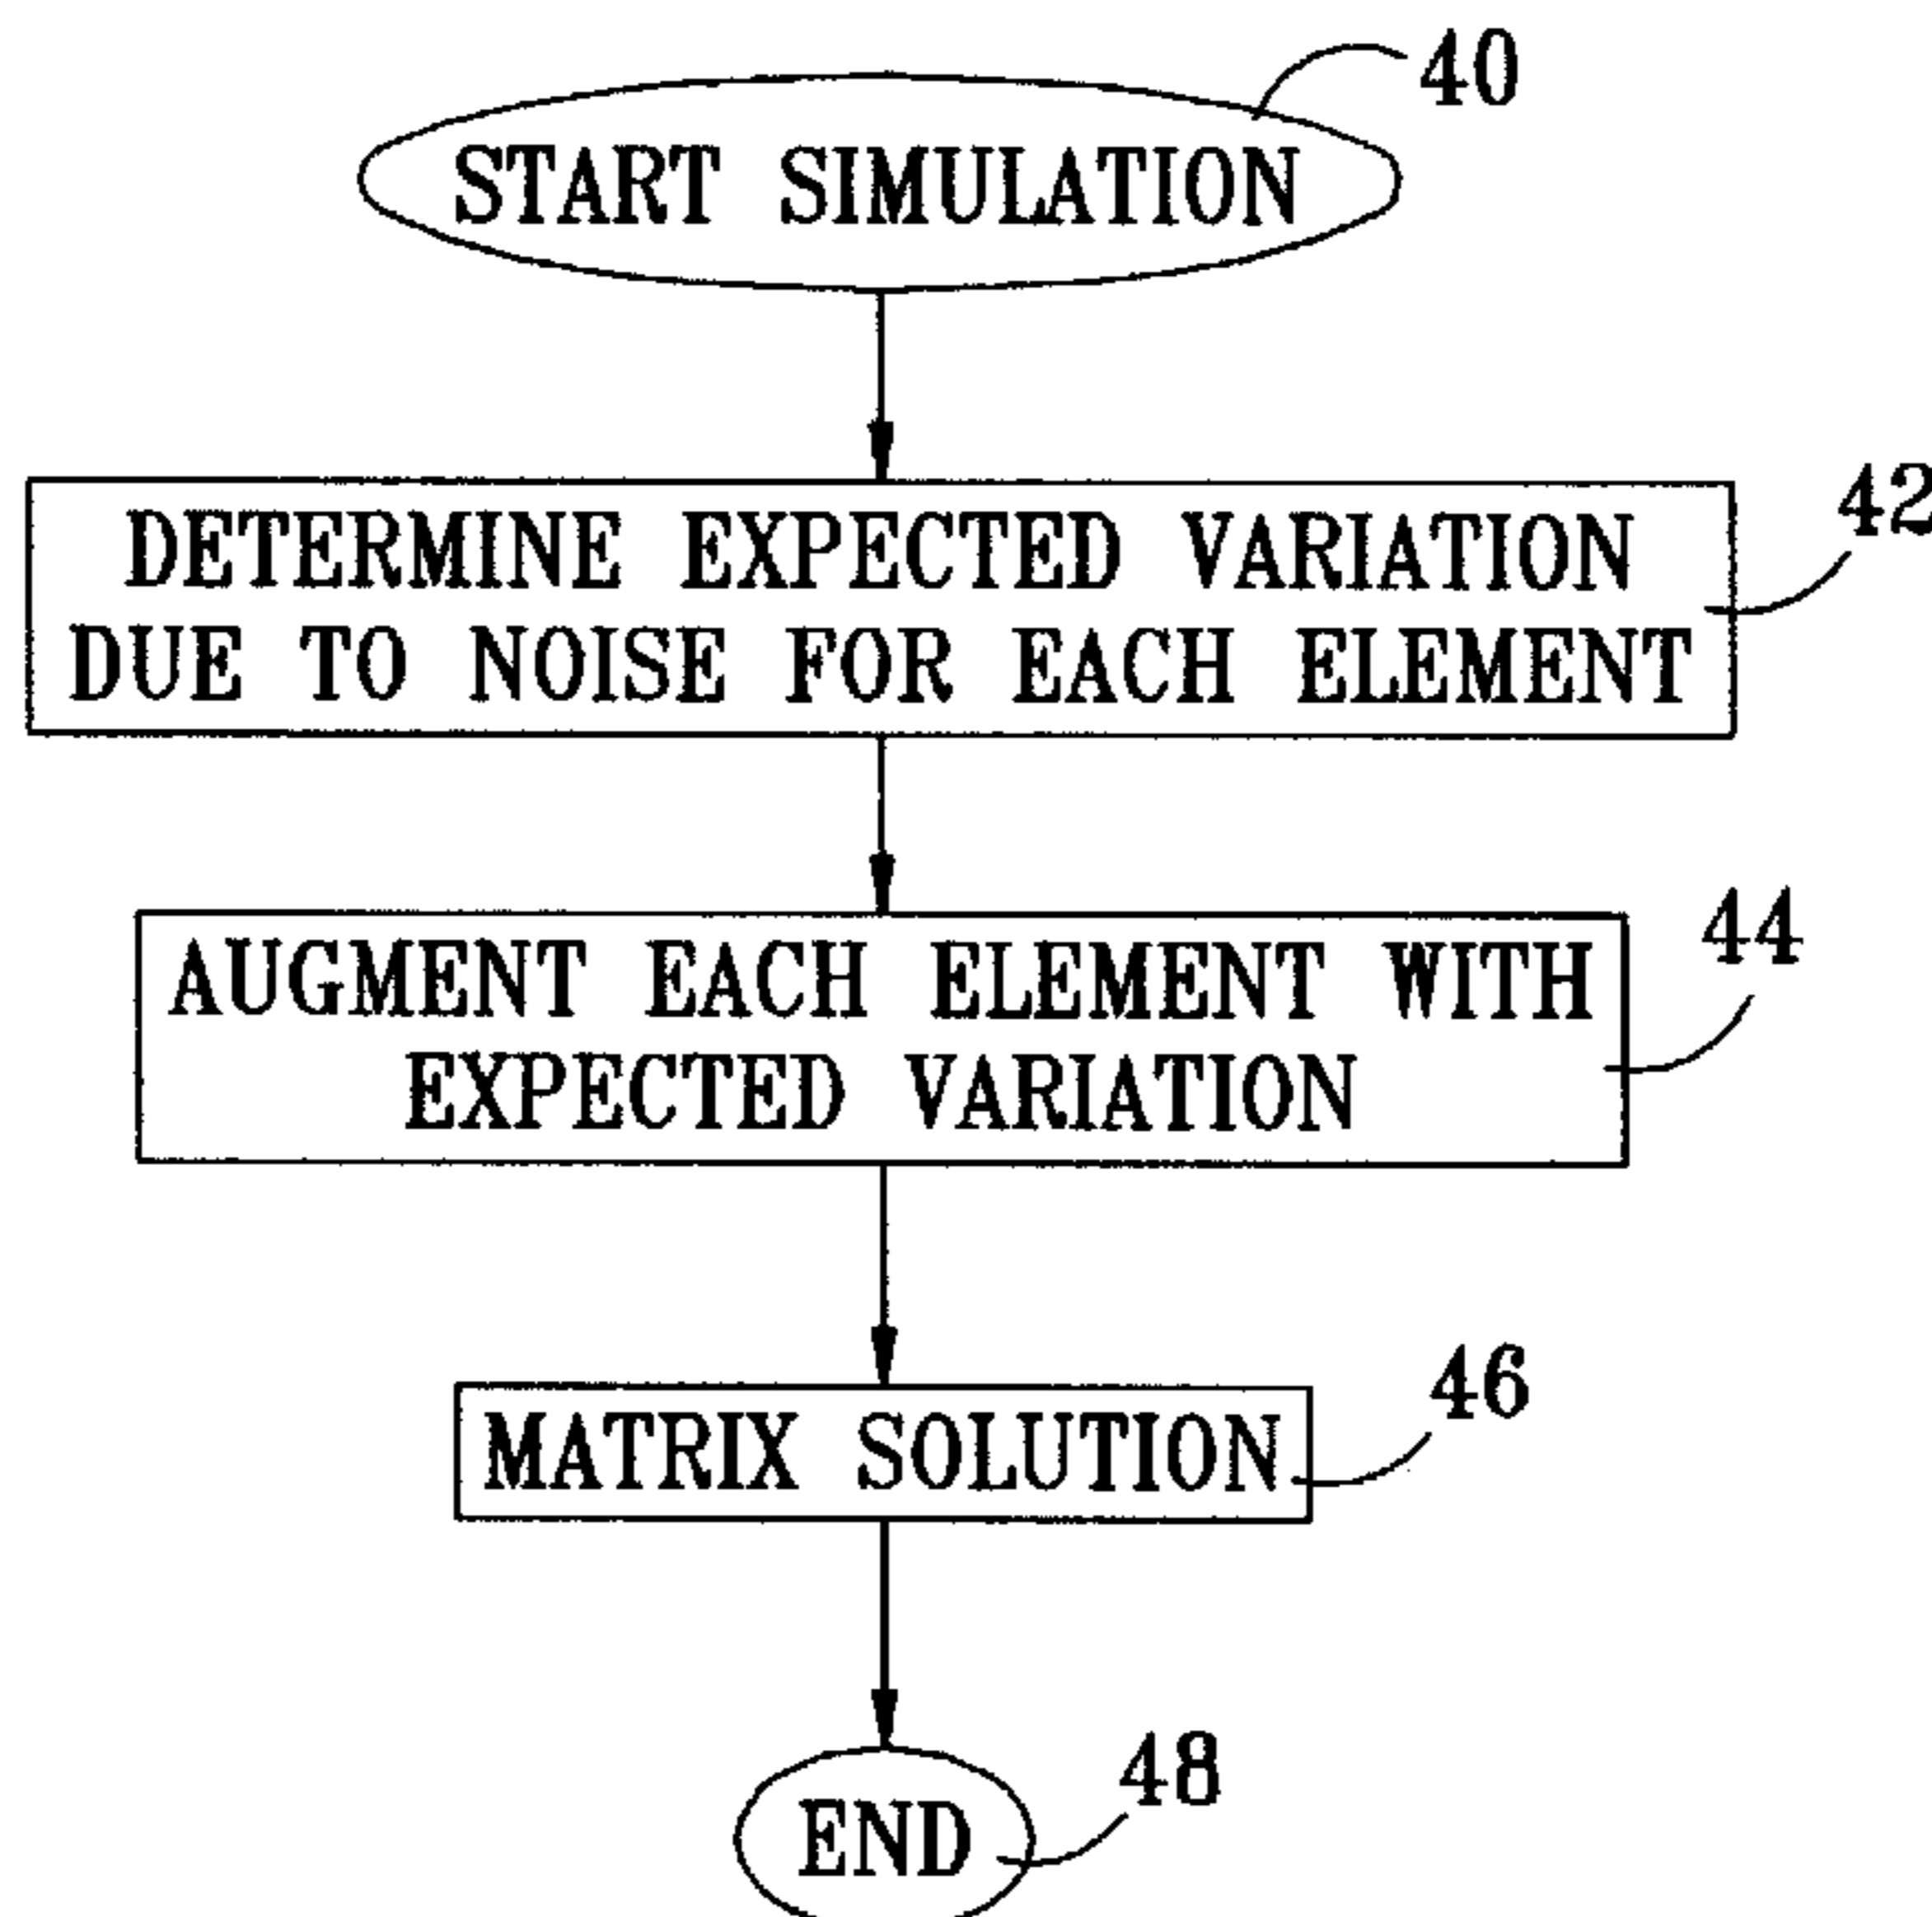 40
START SIMULATION
42
DETERMINE EXPECTED VARIATION
DUE TO NOISE FOR EACH ELEMENT
44
AUGMENT EACH ELEMENT WITH
EXPECTED VARIATION
46
MATRIX SOLUTION
48
END